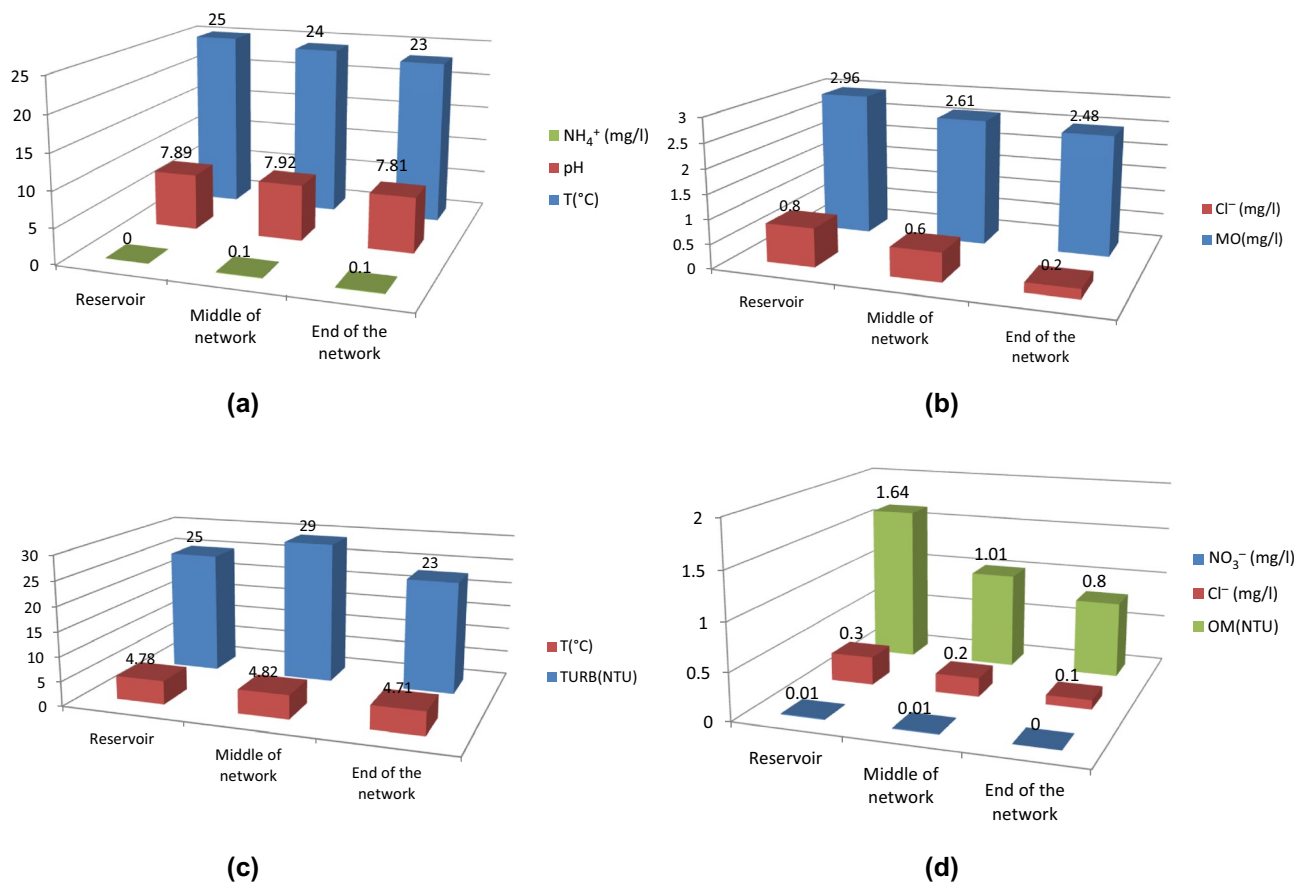 25
24
23
25
20
15
10
5
0
7.89
7.92
7.81
0
0.1
0.1
Reservoir
Middle of
network
End of the
network
NH₄⁺ (mg/l)
pH
T(°C)
(a)
2.96
2.61
2.48
3
2.5
2
1.5
1
0.5
0
0.8
0.6
0.2
Reservoir
Middle of
network
End of the
network
Cl⁻ (mg/l)
MO(mg/l)
(b)
25
29
23
30
25
20
15
10
5
0
4.78
4.82
4.71
Reservoir
Middle of
network
End of the
network
T(°C)
TURB(NTU)
(c)
1.64
1.01
0.8
2
1.5
1
0.5
0
0.3
0.2
0.1
0.01
0.01
0
Reservoir
Middle of
network
End of the
network
NO₃⁻ (mg/l)
Cl⁻ (mg/l)
OM(NTU)
(d)